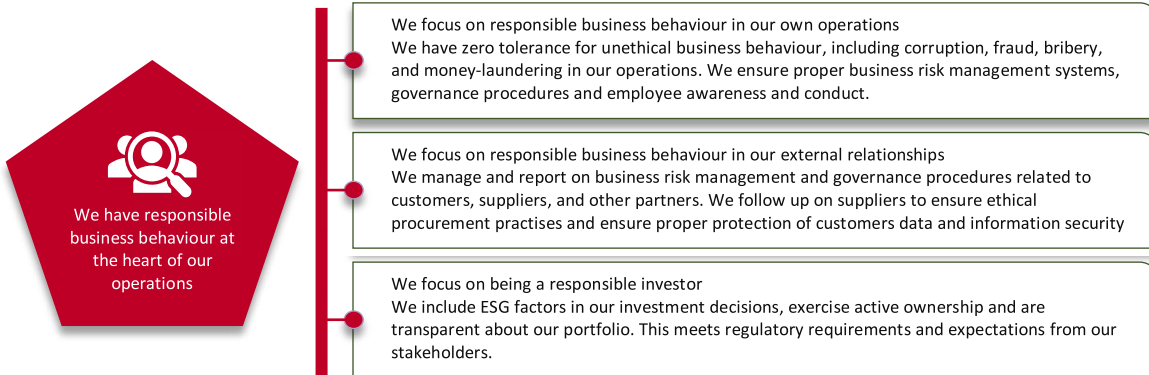 We have responsible
business behaviour at
the heart of our
operations
We focus on responsible business behaviour in our own operations
We have zero tolerance for unethical business behaviour, including corruption, fraud, bribery,
and money-laundering in our operations. We ensure proper business risk management systems,
governance procedures and employee awareness and conduct.
We focus on responsible business behaviour in our external relationships
We manage and report on business risk management and governance procedures related to
customers, suppliers, and other partners. We follow up on suppliers to ensure ethical
procurement practises and ensure proper protection of customers data and information security
We focus on being a responsible investor
We include ESG factors in our investment decisions, exercise active ownership and are
transparent about our portfolio. This meets regulatory requirements and expectations from our
stakeholders.